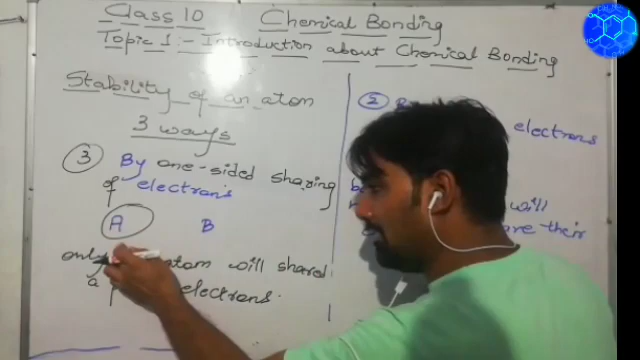 Class 10 Chemical Bonding
Topic 1:- Introduction about Chemical Bonding
Stability of an atom
3 ways
③ By one-sided sharing
of electrons
A B
only atom will shared
a electrons.
②
electrons
will
their